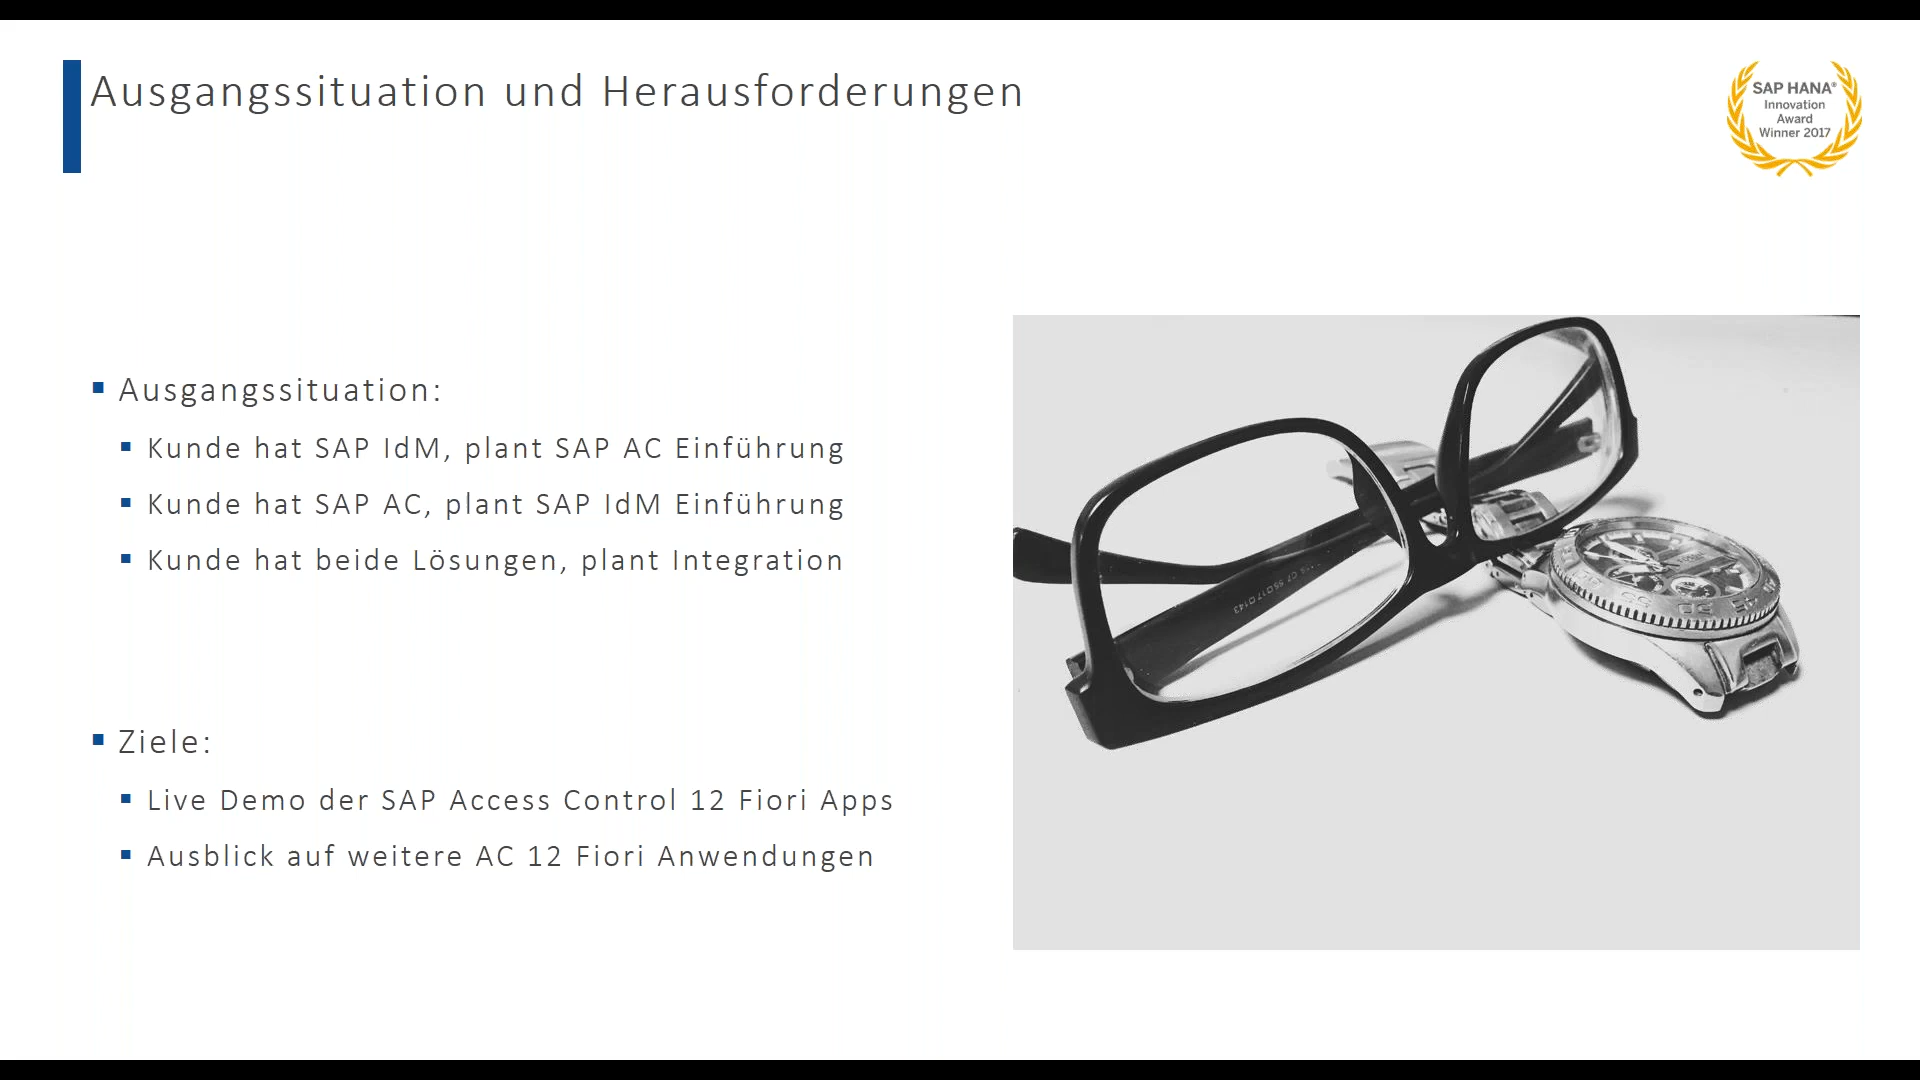 Ausgangssituation und Herausforderungen
SAP HANA®
Innovation
Award
Winner 2017
Ausgangssituation:
Kunde hat SAP IdM, plant SAP AC Einführung
Kunde hat SAP AC, plant SAP IdM Einführung
Kunde hat beide Lösungen, plant Integration
Ziele:
Live Demo der SAP Access Control 12 Fiori Apps
Ausblick auf weitere AC 12 Fiori Anwendungen